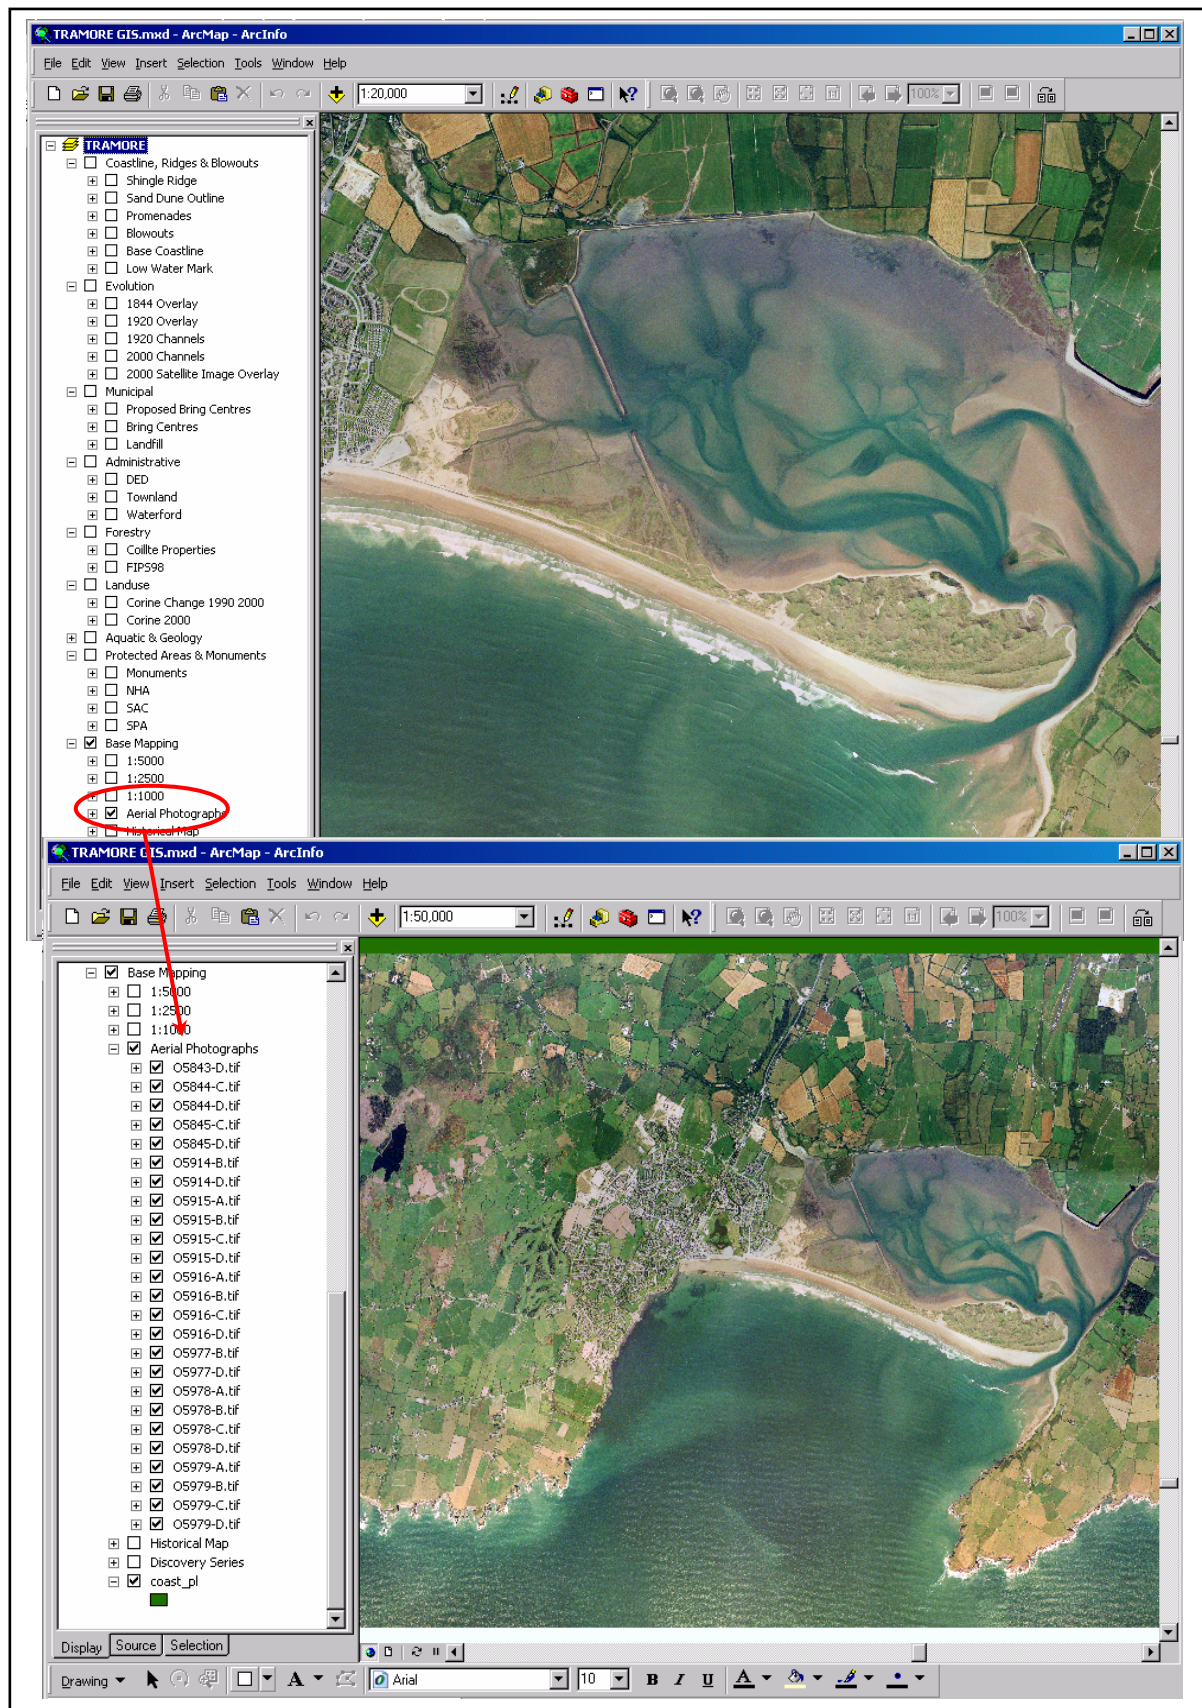 TRAMORE GIS.mxd - ArcMap - ArcInfo
File Edit View Insert Selection Tools Window Help
1:20,000
100%
TRAMORE
Coastline, Ridges & Blowouts
Shingle Ridge
Sand Dune Outline
Promenades
Blowouts
Base Coastline
Low Water Mark
Evolution
1844 Overlay
1920 Overlay
1920 Channels
2000 Channels
2000 Satellite Image Overlay
Municipal
Proposed Bring Centres
Bring Centres
Landfill
Administrative
DED
Townland
Waterford
Forestry
Coillte Properties
FIPS98
Landuse
Corine Change 1990 2000
Corine 2000
Aquatic & Geology
Protected Areas & Monuments
Monuments
NHA
SAC
SPA
Base Mapping
1:5000
1:2500
1:1000
Aerial Photographs
Historical Map
TRAMORE GIS.mxd - ArcMap - ArcInfo
File Edit View Insert Selection Tools Window Help
1:50,000
100%
Base Mapping
1:5000
1:2500
1:1000
Aerial Photographs
O5843-D.tif
O5844-C.tif
O5844-D.tif
O5845-C.tif
O5845-D.tif
O5914-B.tif
O5914-D.tif
O5915-A.tif
O5915-B.tif
O5915-C.tif
O5915-D.tif
O5916-A.tif
O5916-B.tif
O5916-C.tif
O5916-D.tif
O5977-B.tif
O5977-D.tif
O5978-A.tif
O5978-B.tif
O5978-C.tif
O5978-D.tif
O5979-A.tif
O5979-B.tif
O5979-C.tif
O5979-D.tif
Historical Map
Discovery Series
coast_pl
Display Source Selection
Drawing A Arial 10 B I U A